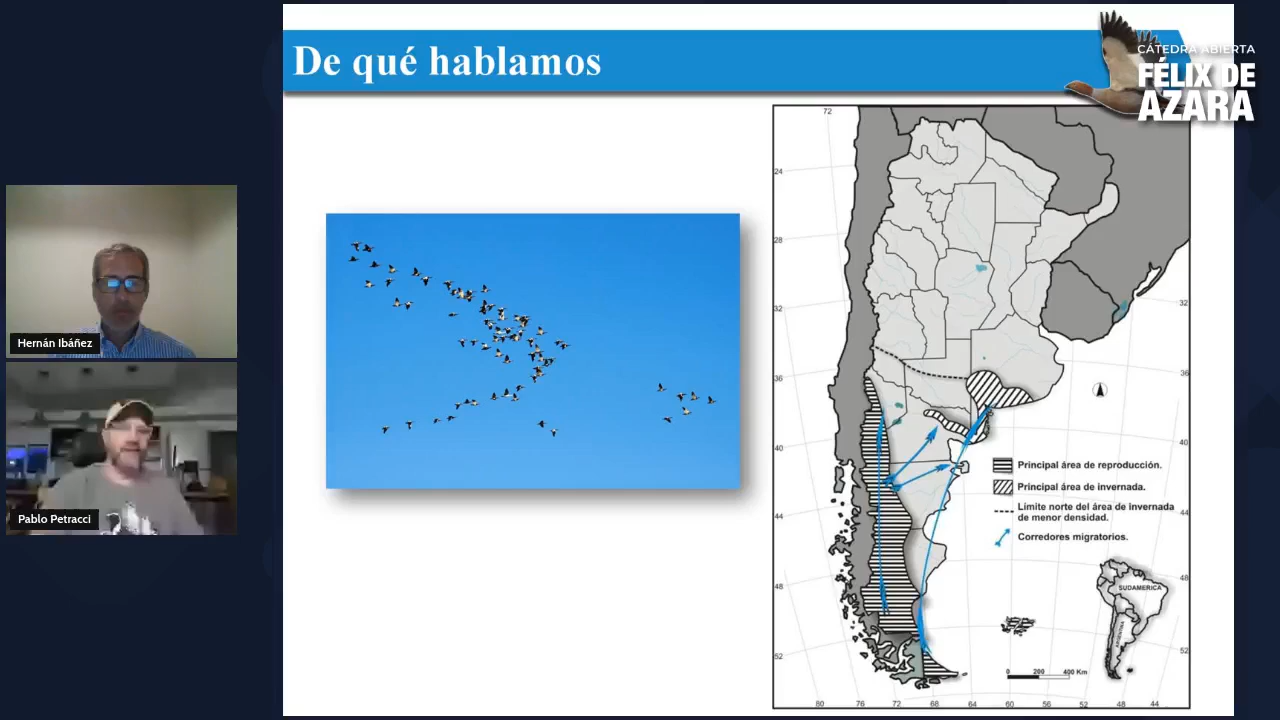 De qué hablamos
CÁTEDRA ABIERTA
FÉLIX DE
AZARA
Hernán Ibáñez
Pablo Petracci
72
24
28
32
36
40
44
48
52
32
36
40
44
48
52
Principal área de reproducción.
Principal área de invernada.
Límite norte del área de invernada
de menor densidad.
Corredores migratorios.
SUDAMERICA
ARGENTINA
0 200 400 Km
80 76 72 68 64 60 56 52 48 44